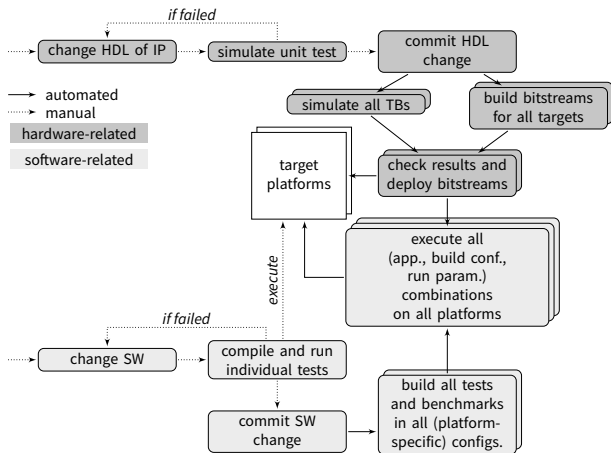 if failed
change HDL of IP
simulate unit test
commit HDL
change
automated
manual
hardware-related
software-related
simulate all TBs
build bitstreams
for all targets
target
platforms
check results and
deploy bitstreams
execute all
(app., build conf.,
run param.)
combinations
on all platforms
execute
if failed
change SW
compile and run
individual tests
commit SW
change
build all tests
and benchmarks
in all (platform-
specific) configs.